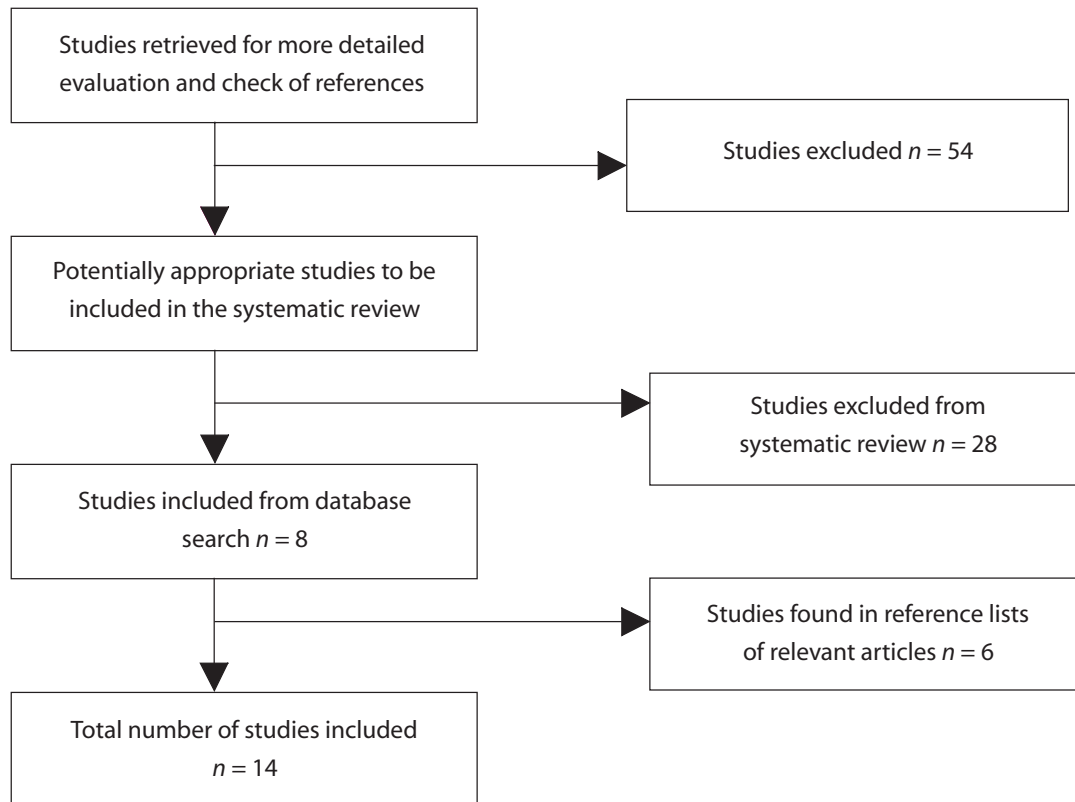 Studies retrieved for more detailed
evaluation and check of references
Studies excluded n = 54
Potentially appropriate studies to be
included in the systematic review
Studies excluded from
systematic review n = 28
Studies included from database
search n = 8
Studies found in reference lists
of relevant articles n = 6
Total number of studies included
n = 14